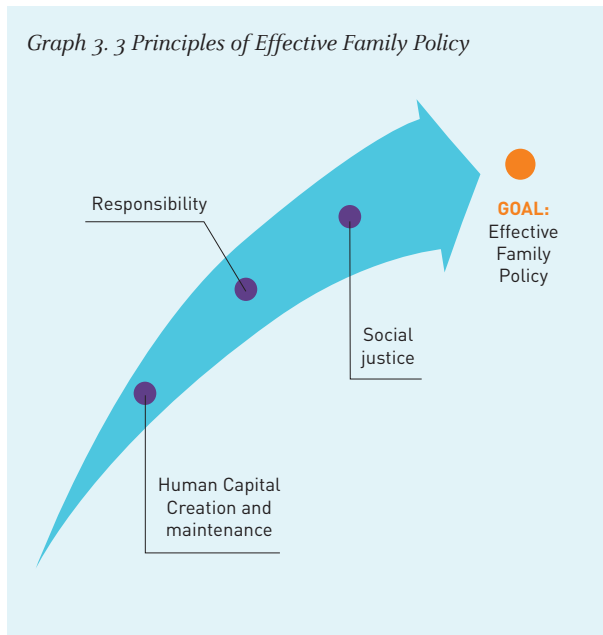 Graph 3. 3 Principles of Effective Family Policy
Responsibility
GOAL:
Effective
Family
Policy
Social
justice
Human Capital
Creation and
maintenance